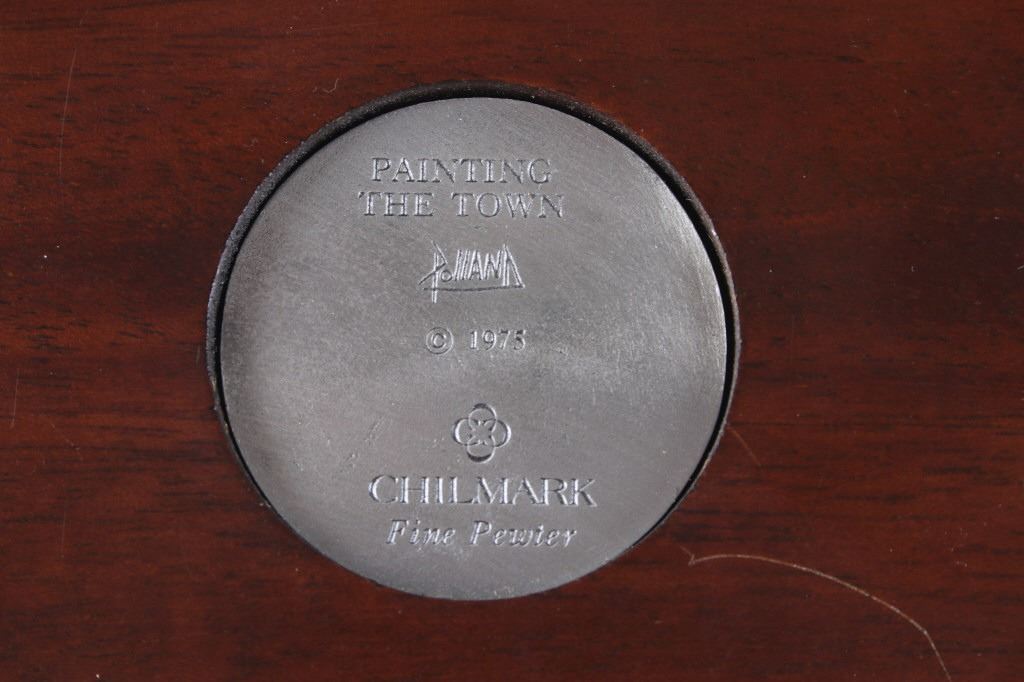 PAINTING
THE TOWN
Polland
© 1975
CHILMARK
Fine Pewter